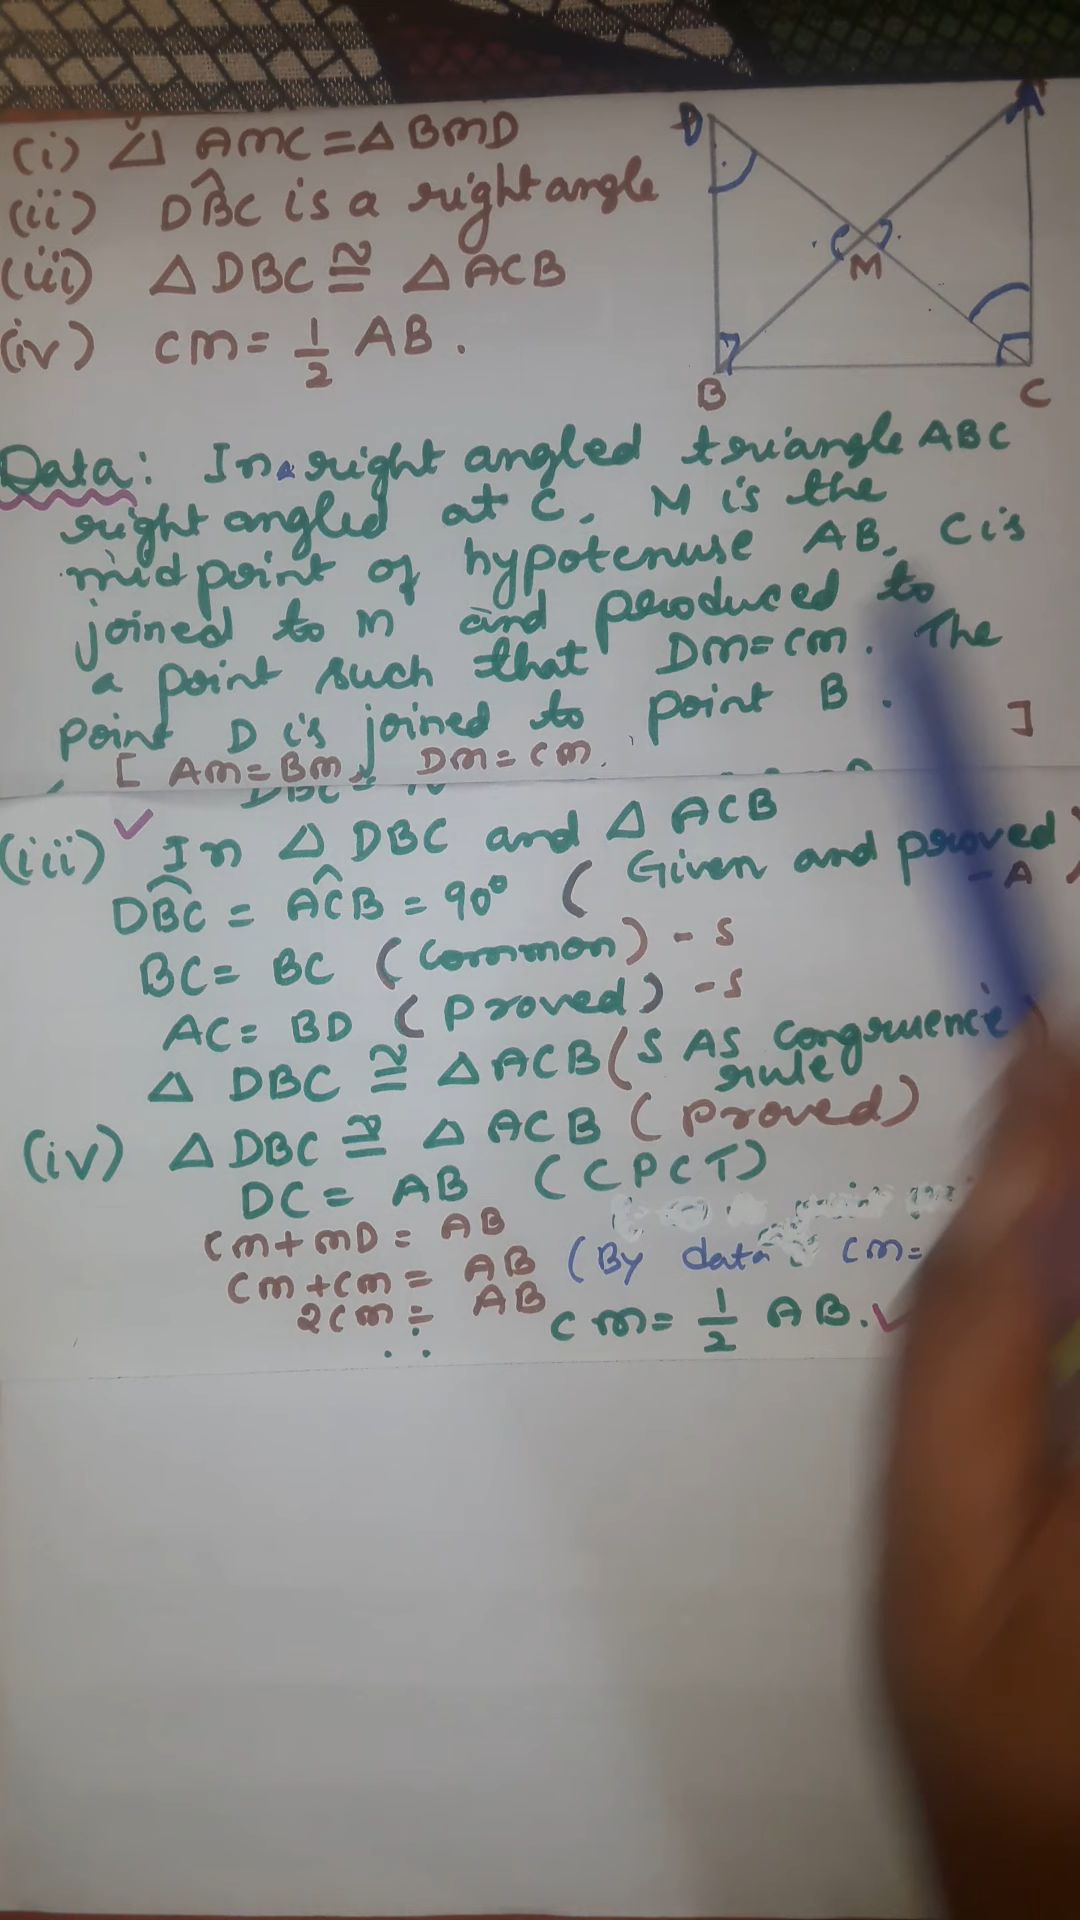 (i) △ AMC = △ BMD
(ii) DB̂C is a right angle
(iii) △ DBC ≅ △ ACB
(iv) CM = 1/2 AB.
D A
M
B C
Data: In a right angled triangle ABC
right angled at C, M is the
midpoint of hypotenuse AB, C is
joined to M and produced to
a point such that DM = CM. The
point D is joined to point B.
[ AM = BM, DM = CM. ]
(iii) In △ DBC and △ ACB
DB̂C = AĈB = 90° (Given and proved) - A
BC = BC (common) - S
AC = BD (Proved) - S
△ DBC ≅ △ ACB (SAS congruence
rule)
(iv) △ DBC ≅ △ ACB (Proved)
DC = AB (CPCT)
CM + MD = AB
CM + CM = AB (By data CM =
2CM = AB
∴ CM = 1/2 AB.